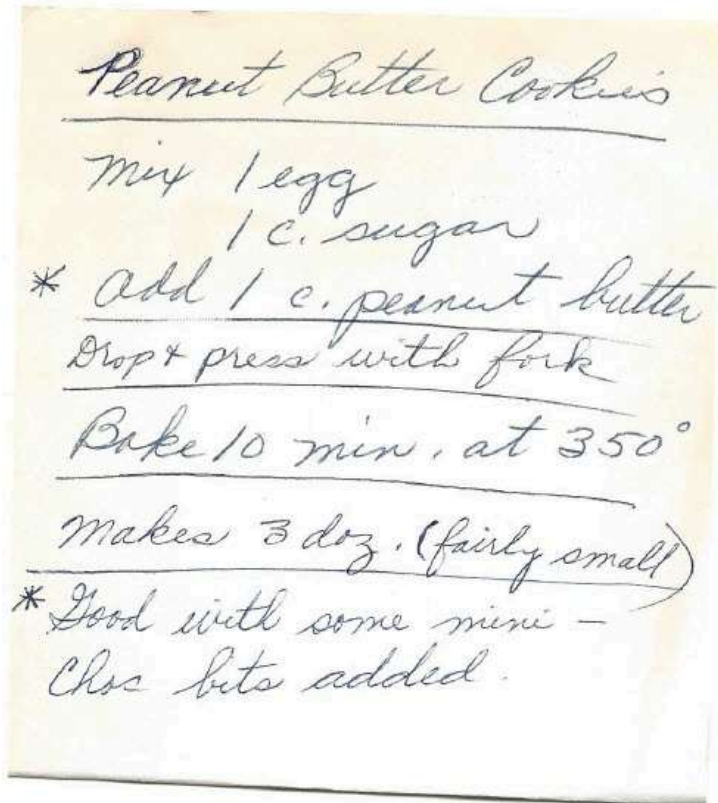 Peanut Butter Cookies
Mix 1 egg
1 c. sugar
* add 1 c. peanut butter
Drop & press with fork
Bake 10 min. at 350°
Makes 3 doz. (fairly small)
* Good with some mini -
Choc bits added.